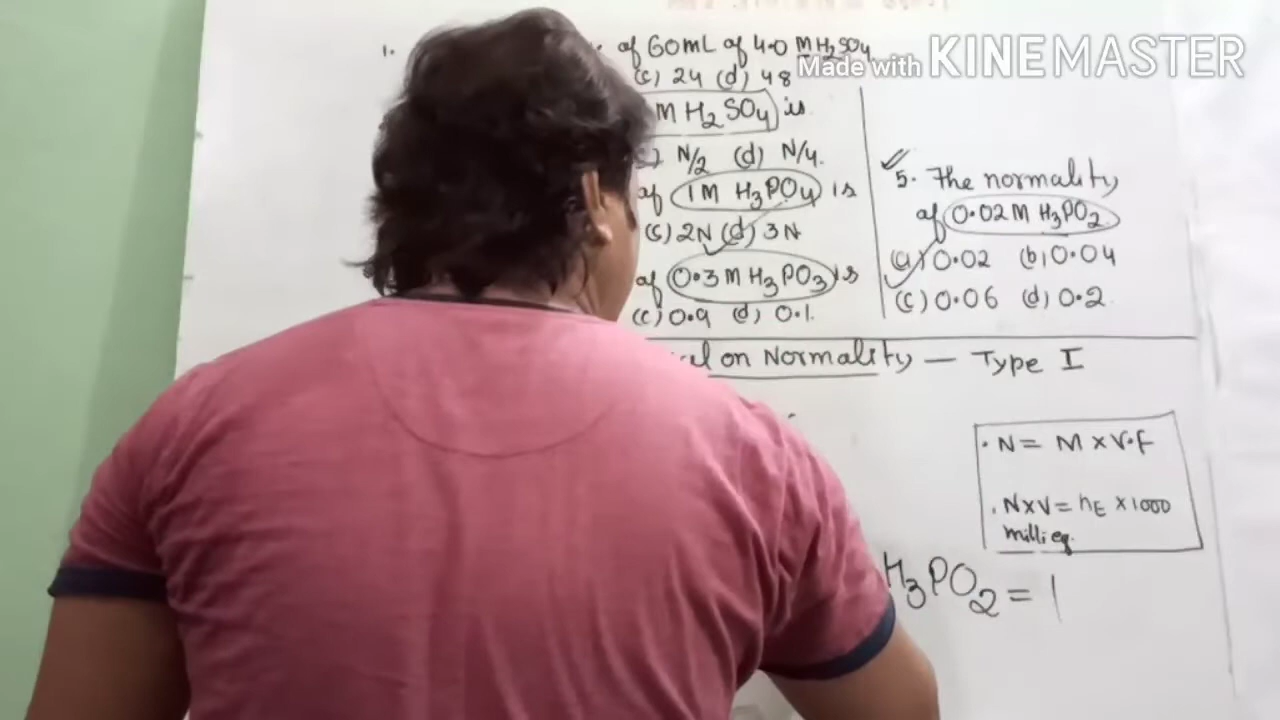 1. of 60mL of 4.0 M H2SO4
Made with KINEMASTER
(c) 24 (d) 48
M H2SO4 is
N/2 (d) N/4.
of 1M H3PO4 is
(c) 2N (d) 3N
of 0.3 M H3PO3 is
(c) 0.9 (d) 0.1.
5. The normality
of 0.02 M H3PO2.
(a) 0.02 (b) 0.04
(c) 0.06 (d) 0.2
on Normality — Type I
. N = M x V.F
. N x V = nE x 1000
milli eq.
H3PO2 = 1